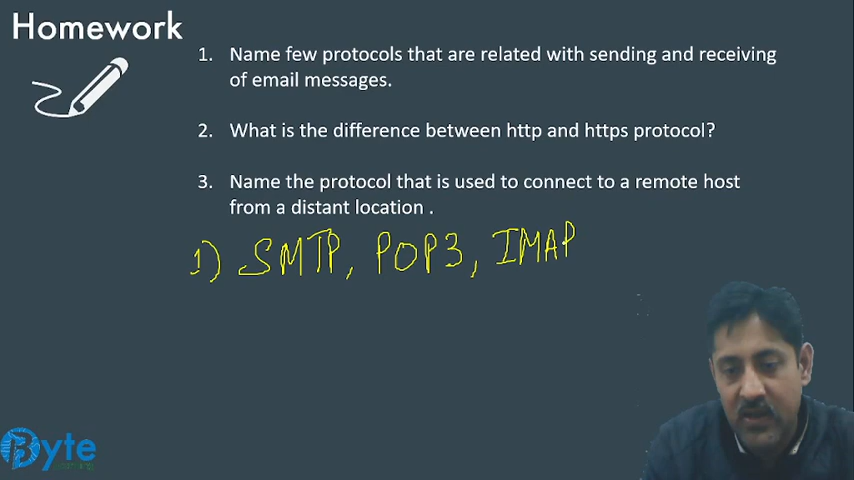 Homework
1. Name few protocols that are related with sending and receiving
of email messages.
2. What is the difference between http and https protocol?
3. Name the protocol that is used to connect to a remote host
from a distant location .
1) SMTP, POP3, IMAP
Byte